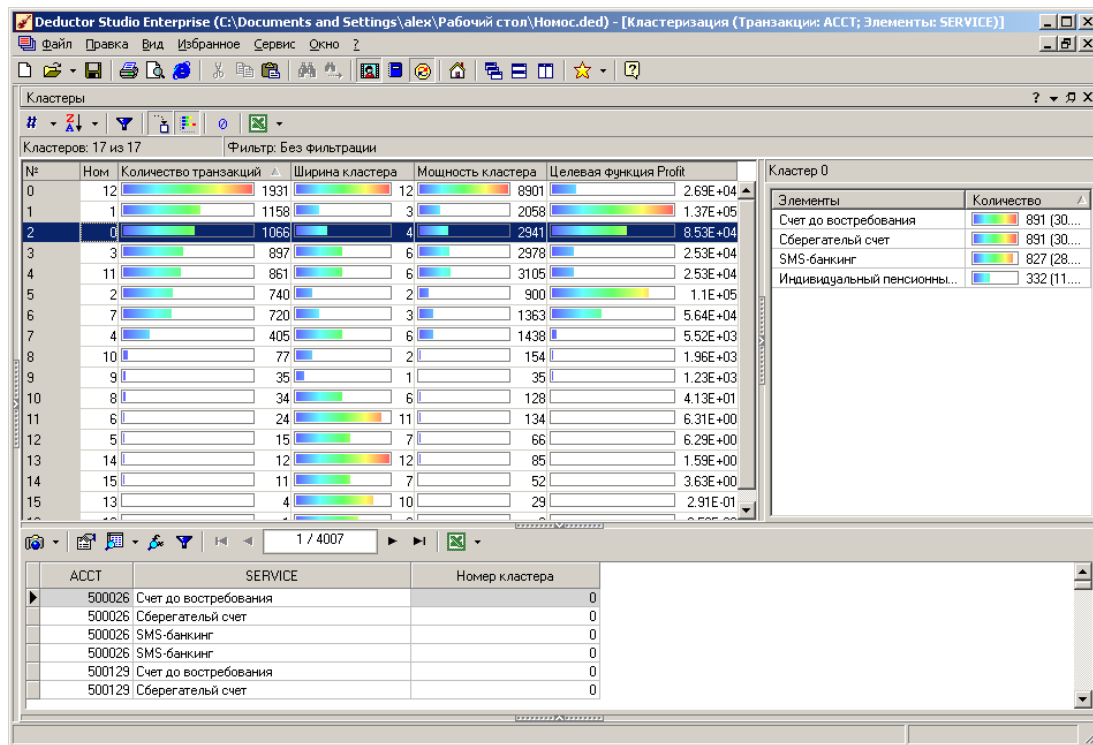 Deductor Studio Enterprise (C:\Documents and Settings\alex\Рабочий стол\Номос.ded) - [Кластеризация (Транзакции: ACCT; Элементы: SERVICE)]
Файл Правка Вид Избранное Сервис Окно ?
Кластеры
Кластеров: 17 из 17 Фильтр: Без фильтрации
№ Ном Количество транзакций Ширина кластера Мощность кластера Целевая функция Profit
0 12 1931 12 8901 2.69E+04
1 1 1158 3 2058 1.37E+05
2 0 1066 4 2941 8.53E+04
3 3 897 6 2978 2.53E+04
4 11 861 6 3105 2.53E+04
5 2 740 2 900 1.1E+05
6 7 720 3 1363 5.64E+04
7 4 405 6 1438 5.52E+03
8 10 77 2 154 1.96E+03
9 9 35 1 35 1.23E+03
10 8 34 6 128 4.13E+01
11 6 24 11 134 6.31E+00
12 5 15 7 66 6.29E+00
13 14 12 12 85 1.59E+00
14 15 11 7 52 3.63E+00
15 13 4 10 29 2.91E-01
Кластер 0
Элементы Количество
Счет до востребования 891 (30....
Сберегательй счет 891 (30....
SMS-банкинг 827 (28....
Индивидуальный пенсионны... 332 (11....
1 / 4007
ACCT SERVICE Номер кластера
500026 Счет до востребования 0
500026 Сберегательй счет 0
500026 SMS-банкинг 0
500026 SMS-банкинг 0
500129 Счет до востребования 0
500129 Сберегательй счет 0